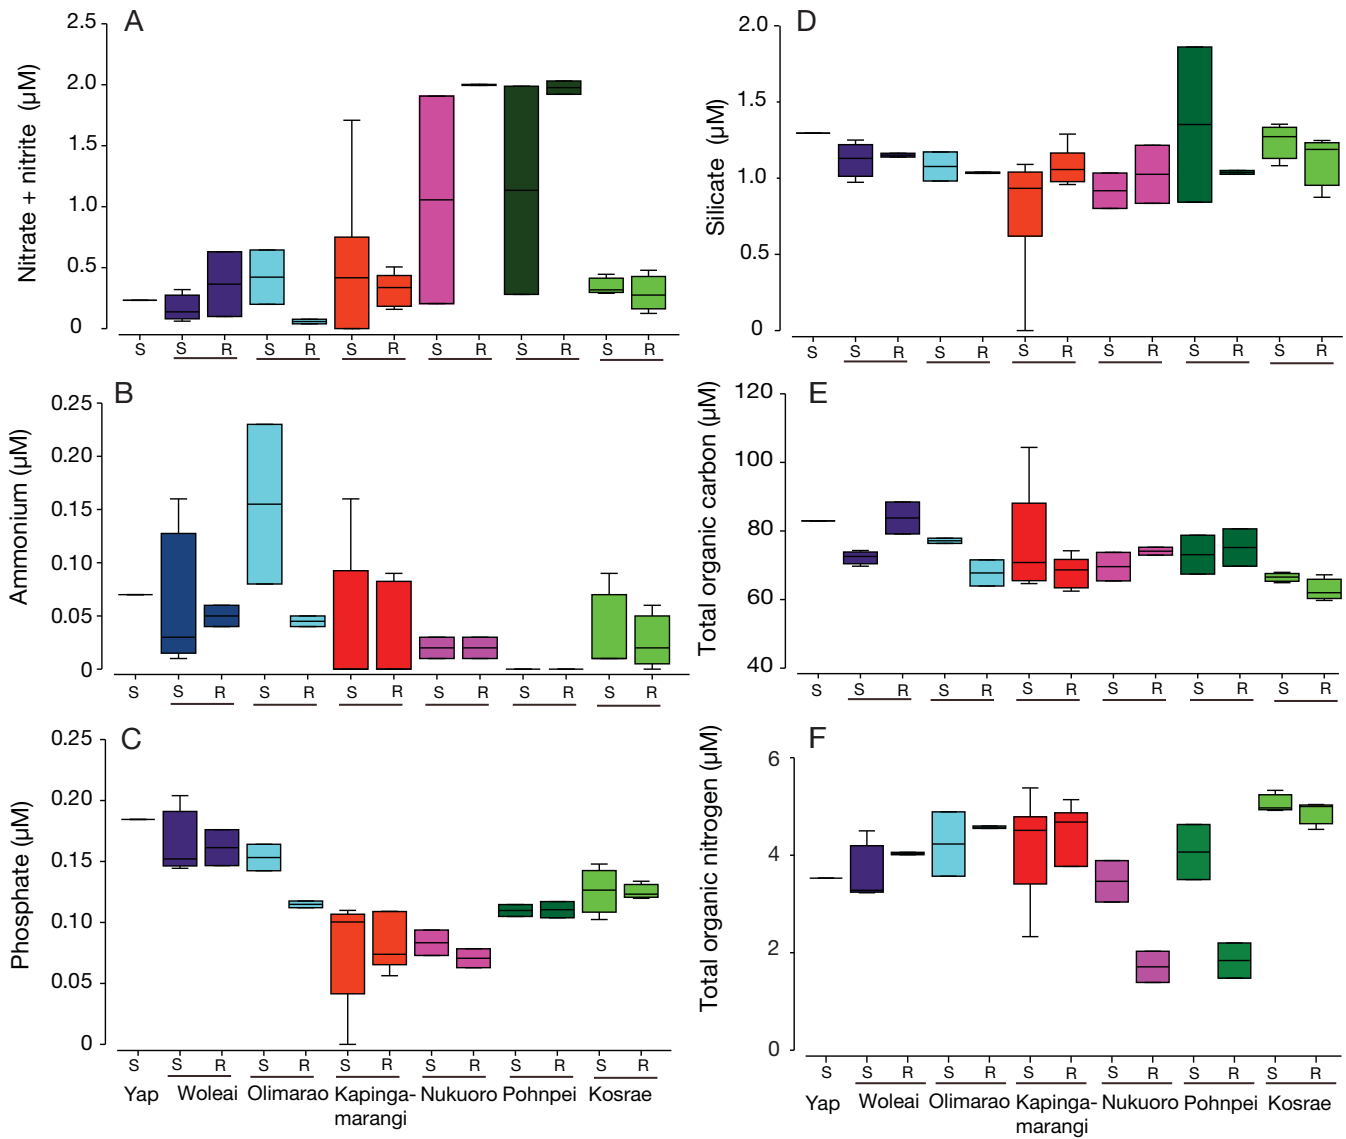 A
Nitrate + nitrite (µM)
2.5
2.0
1.5
1.0
0.5
0
S S R S R S R S R S R S R
D
Silicate (µM)
2.0
1.5
1.0
0.5
0
S S R S R S R S R S R S R
B
Ammonium (µM)
0.25
0.20
0.15
0.10
0.05
0
S S R S R S R S R S R S R
E
Total organic carbon (µM)
120
100
80
60
40
S S R S R S R S R S R S R
C
Phosphate (µM)
0.25
0.20
0.15
0.10
0.05
0
S S R S R S R S R S R S R
Yap Woleai Olimarao Kapinga- Nukuoro Pohnpei Kosrae
marangi
F
Total organic nitrogen (µM)
6
4
2
0
S S R S R S R S R S R S R
Yap Woleai Olimarao Kapinga- Nukuoro Pohnpei Kosrae
marangi